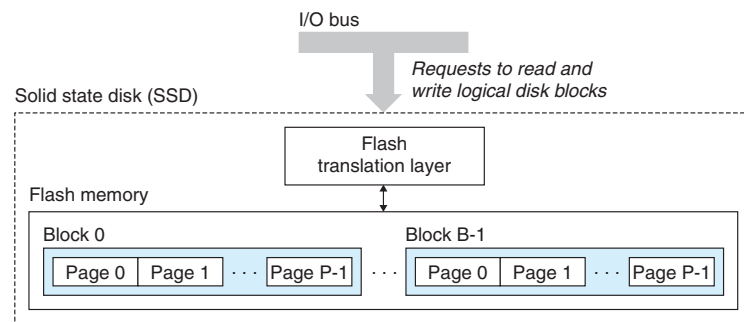 I/O bus
Requests to read and
write logical disk blocks
Solid state disk (SSD)
Flash
translation layer
Flash memory
Block 0
Block B-1
Page 0 Page 1 · · · Page P-1 · · · Page 0 Page 1 · · · Page P-1